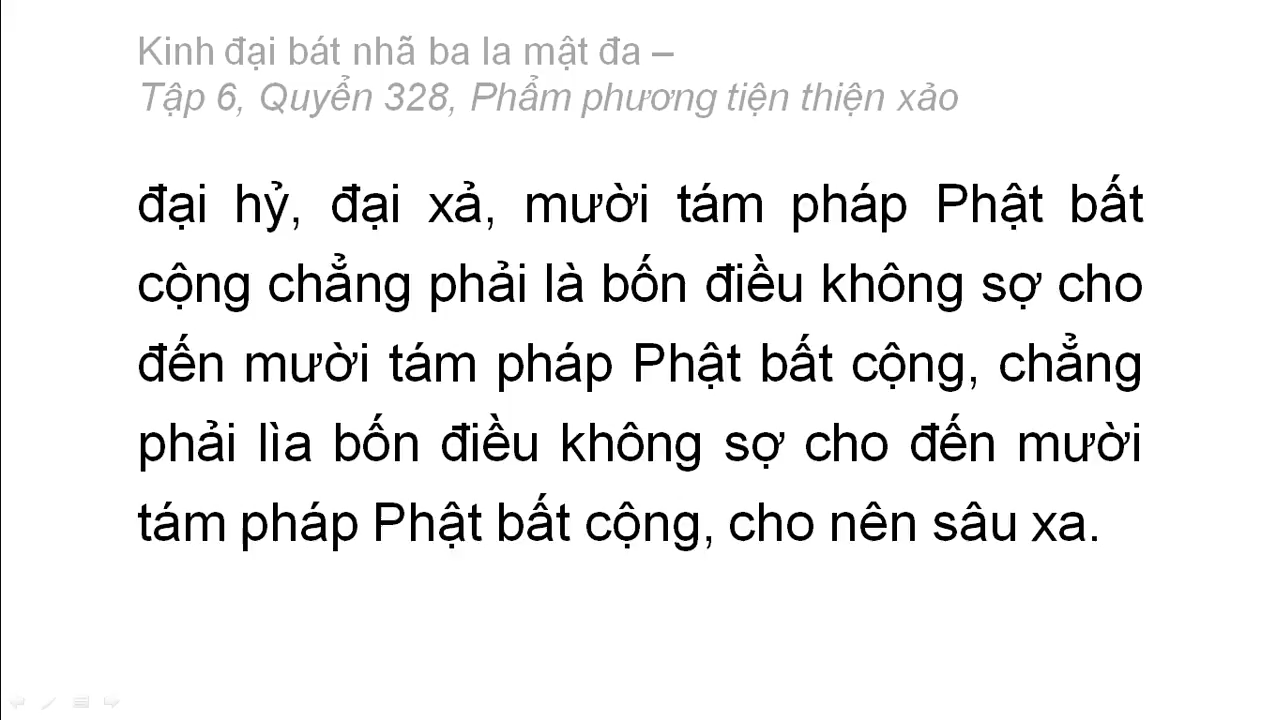 Kinh đại bát nhã ba la mật đa –
Tập 6, Quyển 328, Phẩm phương tiện thiện xảo
đại hỷ, đại xả, mười tám pháp Phật bất
cộng chẳng phải là bốn điều không sợ cho
đến mười tám pháp Phật bất cộng, chẳng
phải lìa bốn điều không sợ cho đến mười
tám pháp Phật bất cộng, cho nên sâu xa.